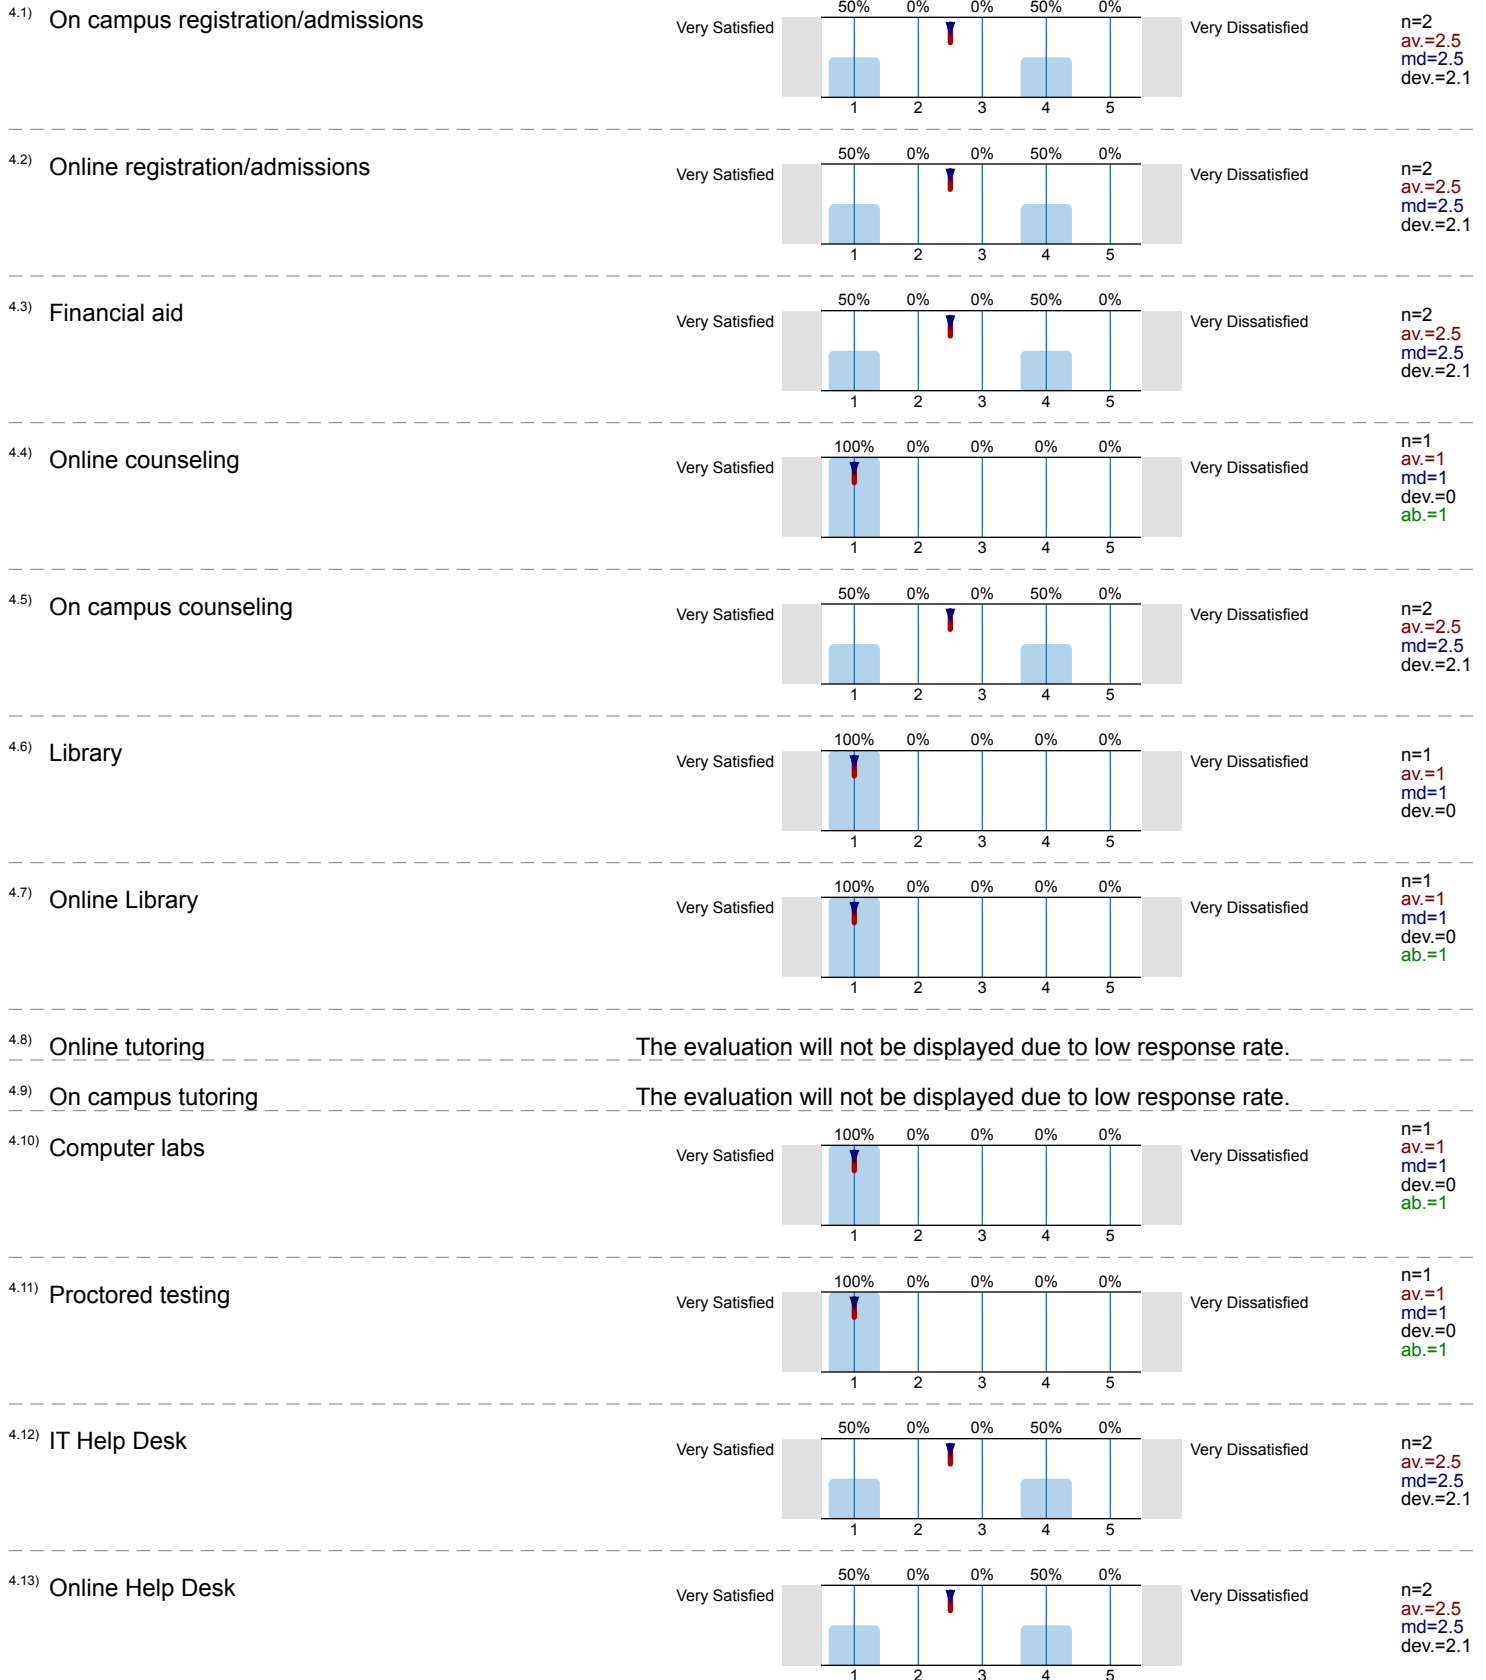 4.1) On campus registration/admissions
50% 0% 0% 50% 0%
Very Satisfied Very Dissatisfied
n=2
av.=2.5
md=2.5
dev.=2.1
1 2 3 4 5
4.2) Online registration/admissions
50% 0% 0% 50% 0%
Very Satisfied Very Dissatisfied
n=2
av.=2.5
md=2.5
dev.=2.1
1 2 3 4 5
4.3) Financial aid
50% 0% 0% 50% 0%
Very Satisfied Very Dissatisfied
n=2
av.=2.5
md=2.5
dev.=2.1
1 2 3 4 5
4.4) Online counseling
100% 0% 0% 0% 0%
Very Satisfied Very Dissatisfied
n=1
av.=1
md=1
dev.=0
ab.=1
1 2 3 4 5
4.5) On campus counseling
50% 0% 0% 50% 0%
Very Satisfied Very Dissatisfied
n=2
av.=2.5
md=2.5
dev.=2.1
1 2 3 4 5
4.6) Library
100% 0% 0% 0% 0%
Very Satisfied Very Dissatisfied
n=1
av.=1
md=1
dev.=0
1 2 3 4 5
4.7) Online Library
100% 0% 0% 0% 0%
Very Satisfied Very Dissatisfied
n=1
av.=1
md=1
dev.=0
ab.=1
1 2 3 4 5
4.8) Online tutoring The evaluation will not be displayed due to low response rate.
4.9) On campus tutoring The evaluation will not be displayed due to low response rate.
4.10) Computer labs
100% 0% 0% 0% 0%
Very Satisfied Very Dissatisfied
n=1
av.=1
md=1
dev.=0
ab.=1
1 2 3 4 5
4.11) Proctored testing
100% 0% 0% 0% 0%
Very Satisfied Very Dissatisfied
n=1
av.=1
md=1
dev.=0
ab.=1
1 2 3 4 5
4.12) IT Help Desk
50% 0% 0% 50% 0%
Very Satisfied Very Dissatisfied
n=2
av.=2.5
md=2.5
dev.=2.1
1 2 3 4 5
4.13) Online Help Desk
50% 0% 0% 50% 0%
Very Satisfied Very Dissatisfied
n=2
av.=2.5
md=2.5
dev.=2.1
1 2 3 4 5